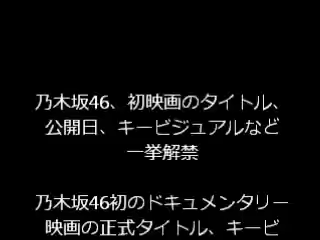 乃木坂46、初映画のタイトル、
公開日、キービジュアルなど
一挙解禁
乃木坂46初のドキュメンタリー
映画の正式タイトル、キービ